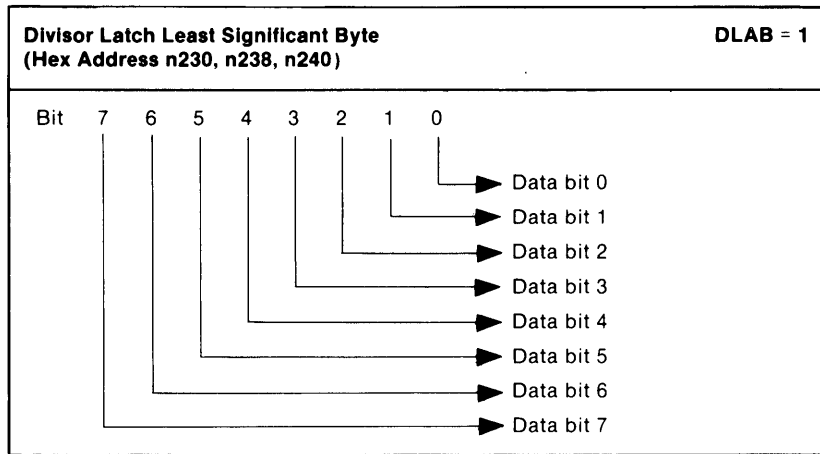 Divisor Latch Least Significant Byte DLAB = 1
(Hex Address n230, n238, n240)
Bit 7 6 5 4 3 2 1 0
Data bit 0
Data bit 1
Data bit 2
Data bit 3
Data bit 4
Data bit 5
Data bit 6
Data bit 7